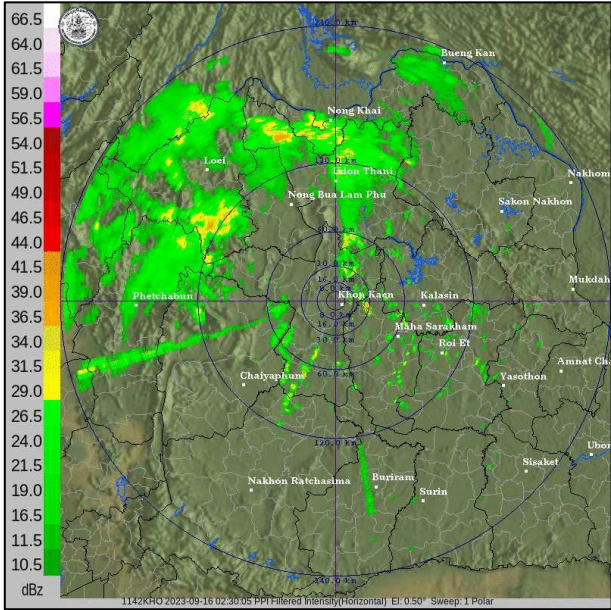 66.5
64.0
61.5
59.0
56.5
54.0
51.5
49.0
46.5
44.0
41.5
39.0
36.5
34.0
31.5
29.0
26.5
24.0
21.5
19.0
16.5
14.0
11.5
10.5
dBz
Bueng Kan
Nong Khai
Loei
Udon Thani
Nakhom
Nong Bua Lam Phu
Sakon Nakhon
Mukdah
Phetchabun
Khon Kaen
Kalasin
Maha Sarakham
Roi Et
Amnat Cha
Chaiyaphum
Yasothon
120.0 km
Ubon
Sisaket
Nakhon Ratchasima
Buriram
Surin
1142KHO 2023-09-16 02:30:05 PPI Filtered Intensity(Horizontal) El: 0.50° Sweep: 1 Polar